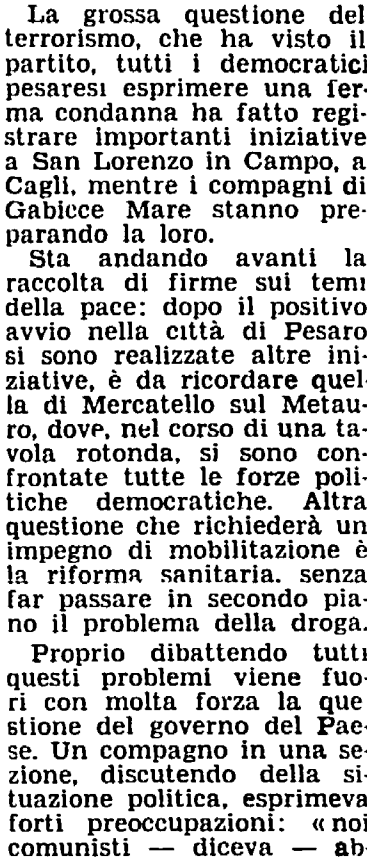 La grossa questione del
terrorismo, che ha visto il
partito, tutti i democratici
pesaresi esprimere una fer-
ma condanna ha fatto regi-
strare importanti iniziative
a San Lorenzo in Campo, a
Cagli, mentre i compagni di
Gabicce Mare stanno pre-
parando la loro.
Sta andando avanti la
raccolta di firme sui temi
della pace: dopo il positivo
avvio nella città di Pesaro
si sono realizzate altre ini-
ziative, è da ricordare quel-
la di Mercatello sul Metau-
ro, dove, nel corso di una ta-
vola rotonda, si sono con-
frontate tutte le forze poli-
tiche democratiche. Altra
questione che richiederà un
impegno di mobilitazione è
la riforma sanitaria. senza
far passare in secondo pia-
no il problema della droga.
Proprio dibattendo tutti
questi problemi viene fuo-
ri con molta forza la que
stione del governo del Pae-
se. Un compagno in una se-
zione, discutendo della si-
tuazione politica, esprimeva
forti preoccupazioni: « noi
comunisti — diceva — ab-